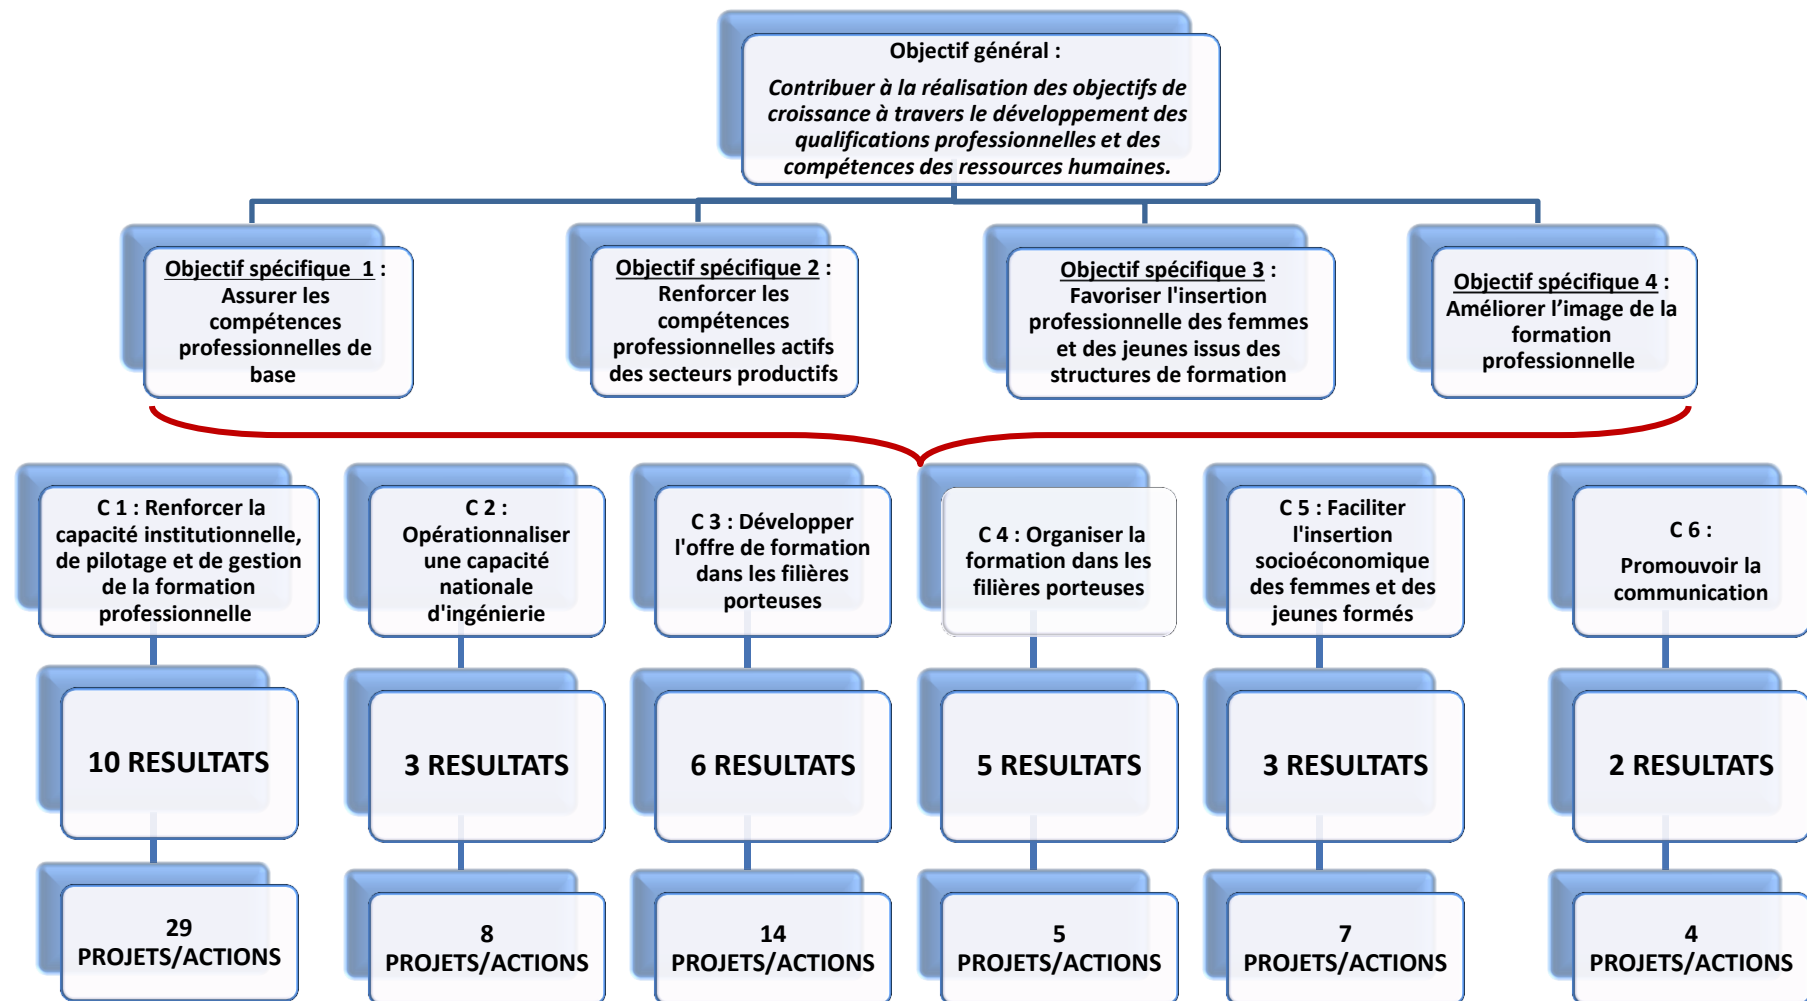 Objectif général :
Contribuer à la réalisation des objectifs de
croissance à travers le développement des
qualifications professionnelles et des
compétences des ressources humaines.
Objectif spécifique  1 :
Assurer les
compétences
professionnelles de
base
Objectif spécifique 2 :
Renforcer les
compétences
professionnelles actifs
des secteurs productifs
Objectif spécifique 3 :
Favoriser l'insertion
professionnelle des femmes
et des jeunes issus des
structures de formation
Objectif spécifique 4 :
Améliorer l’image de la
formation
professionnelle
C 1 : Renforcer la
capacité institutionnelle,
de pilotage et de gestion
de la formation
professionnelle
C 2 :
Opérationnaliser
une capacité
nationale
d'ingénierie
C 3 : Développer
l'offre de formation
dans les filières
porteuses
C 4 : Organiser la
formation dans les
filières porteuses
C 5 : Faciliter
l'insertion
socioéconomique
des femmes et des
jeunes formés
C 6 :
Promouvoir la
communication
10 RESULTATS
3 RESULTATS
6 RESULTATS
5 RESULTATS
3 RESULTATS
2 RESULTATS
29
PROJETS/ACTIONS
8
PROJETS/ACTIONS
14
PROJETS/ACTIONS
5
PROJETS/ACTIONS
7
PROJETS/ACTIONS
4
PROJETS/ACTIONS